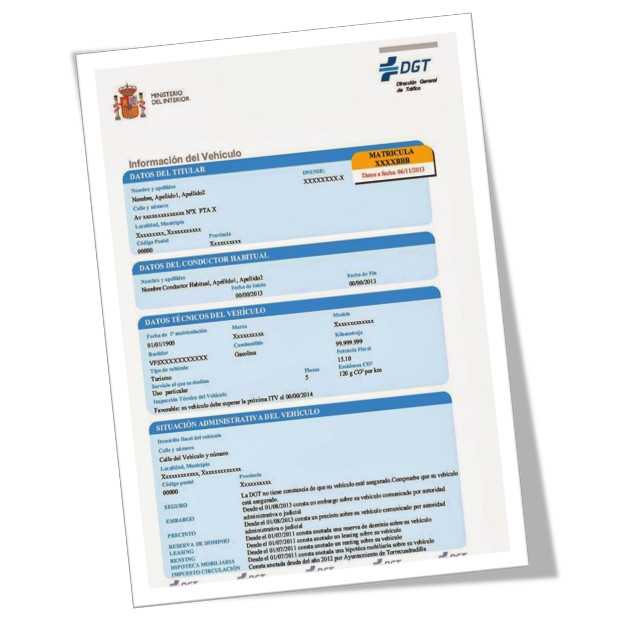 MINISTERIO
DEL INTERIOR
DGT
Dirección General
de Tráfico
Información del Vehículo
MATRICULA
XXXXBBB
Datos a fecha 06/11/2013
DATOS DEL TITULAR
Nombre y apellidos
DNI/NIE:
Nombre, Apellido1, Apellido2
XXXXXXXX-X
Calle y número
Av xxxxxxxxxxxxxx NºX PTA X
Localidad, Municipio
Xxxxxxxx, Xxxxxxxxxx
Código Postal
Provincia
00000
Xxxxxxxxx
DATOS DEL CONDUCTOR HABITUAL
Nombre y apellidos
Nombre Conductor Habitual, Apellido1, Apellido2
Fecha de Inicio
Fecha de Fin
00/00/2013
00/00/2013
DATOS TÉCNICOS DEL VEHÍCULO
Fecha de 1ª matriculación
Marca
Modelo
01/01/1900
Xxxxxxxxx
Xxxxxxxxxxxx
Bastidor
Combustible
Kilometraje
VFSXXXXXXXXXXX
Gasolina
99.999,999
Tipo de vehículo
Potencia Fiscal
Turismo
15,10
Servicio al que se destina
Plazas
Emisiones CO²
Uso particular
5
120 g CO² por km
Inspección Técnica del Vehículo
Favorable: su vehículo debe superar la próxima ITV el 00/00/2014
SITUACIÓN ADMINISTRATIVA DEL VEHÍCULO
Domicilio fiscal del vehículo
Calle y número
Calle del Vehículo y número
Localidad, Municipio
Xxxxxxxxxxx, Xxxxxxxxxxxx
Código postal
Provincia
00000
Xxxxxxxxx
SEGURO
La DGT no tiene constancia de que su vehículo está asegurado.Compruebe que su vehículo
está asegurado.
EMBARGO
Desde el 01/08/2013 consta un embargo sobre su vehículo comunicado por autoridad
administrativa o judicial
PRECINTO
Desde el 01/08/2013 consta un precinto sobre su vehículo comunicado por autoridad
administrativa o judicial
RESERVA DE DOMINIO
Desde el 01/07/2011 consta anotada una reserva de dominio sobre su vehículo
LEASING
Desde el 01/07/2011 consta anotado un leasing sobre su vehículo
RENTING
Desde el 01/07/2011 consta anotado un renting sobre su vehículo
HIPOTECA MOBILIARIA
Desde el 01/07/2011 consta anotada una hipoteca mobiliaria sobre su vehículo
IMPUESTO CIRCULACIÓN
Consta anotada deuda del año 2012 por Ayuntamiento de Torrecuadradilla